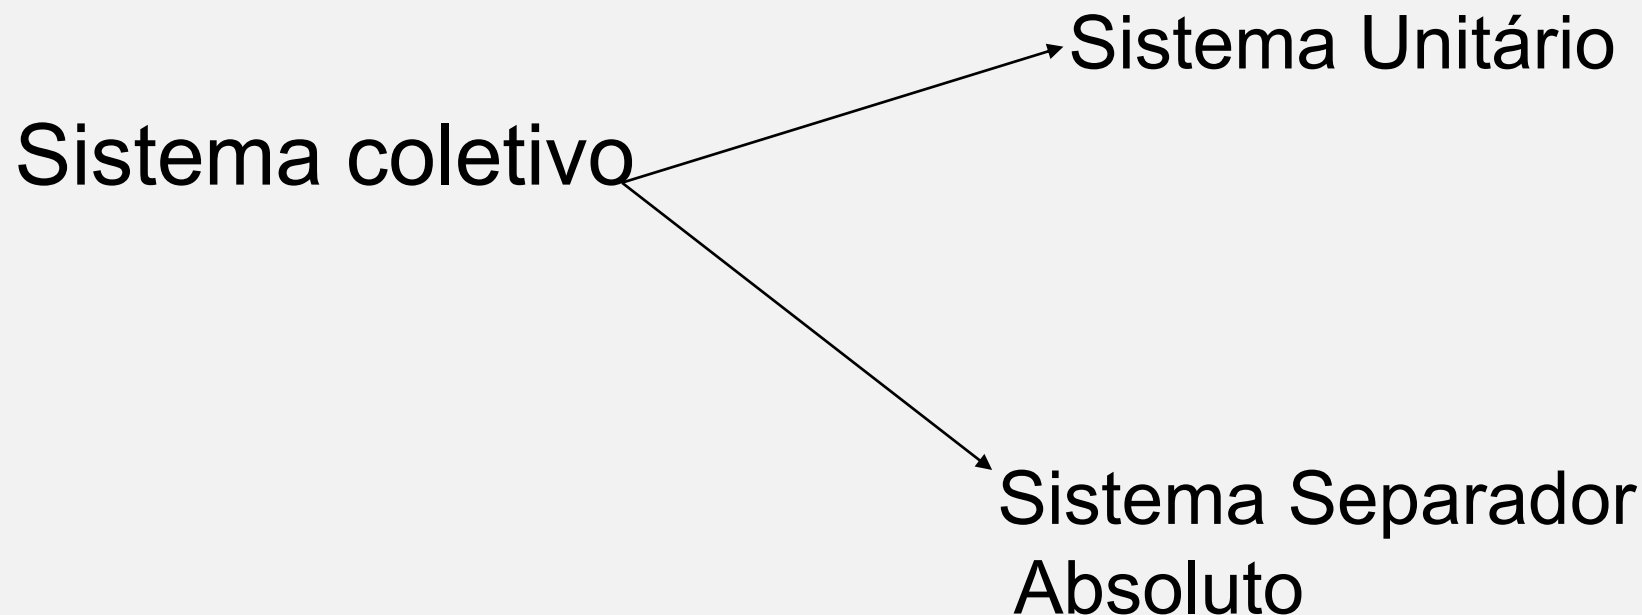 Sistema Unitário
Sistema coletivo
Sistema Separador
Absoluto